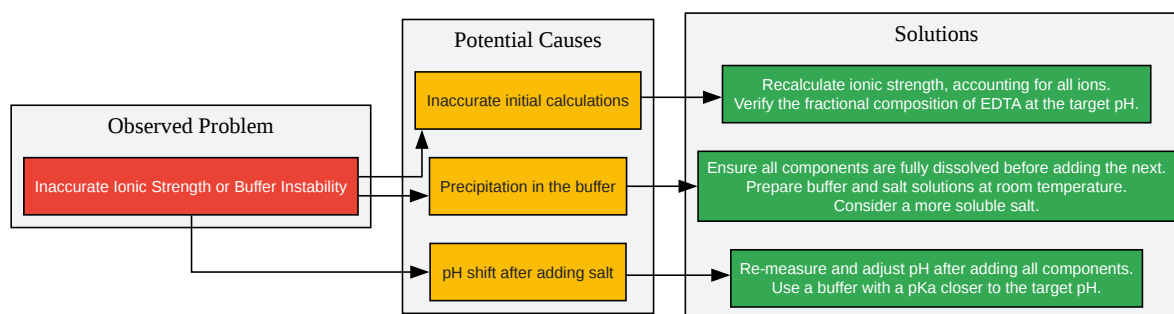 Observed Problem
Inaccurate Ionic Strength or Buffer Instability
Potential Causes
Inaccurate initial calculations
Precipitation in the buffer
pH shift after adding salt
Solutions
Recalculate ionic strength, accounting for all ions.
Verify the fractional composition of EDTA at the target pH.
Ensure all components are fully dissolved before adding the next.
Prepare buffer and salt solutions at room temperature.
Consider a more soluble salt.
Re-measure and adjust pH after adding all components.
Use a buffer with a pKa closer to the target pH.